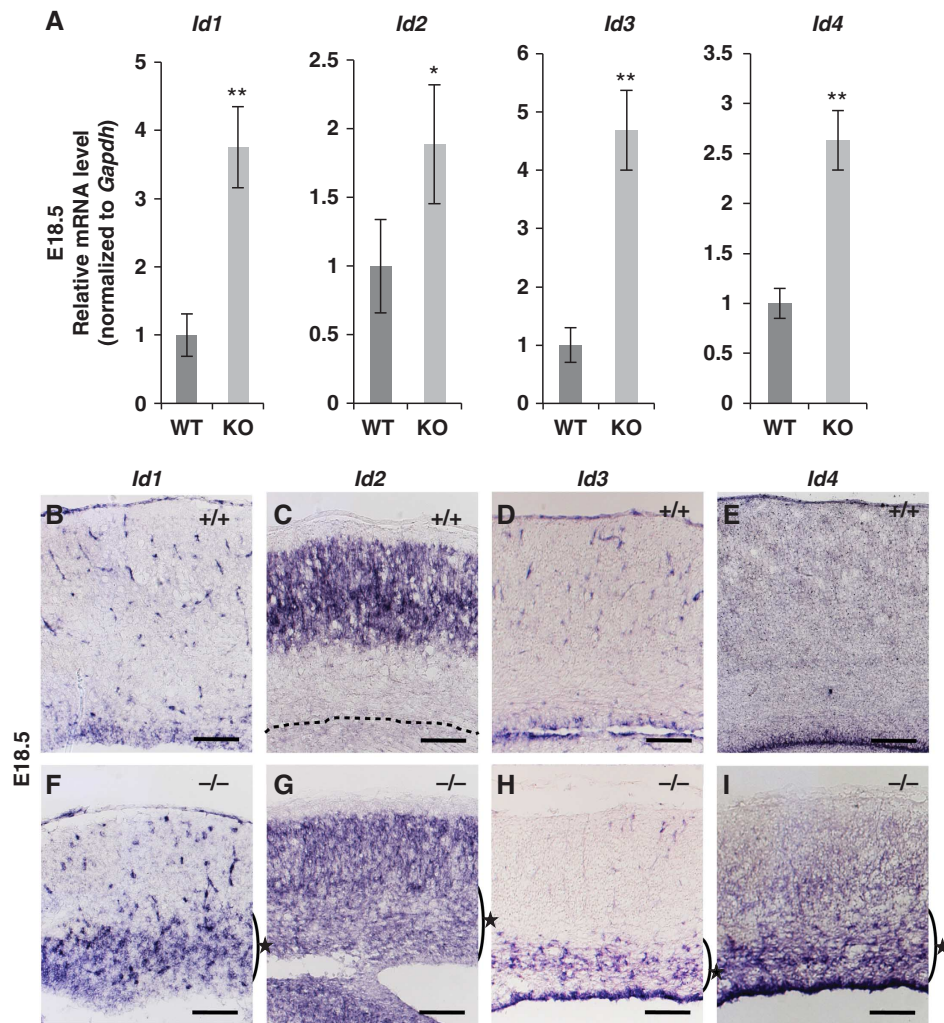 A
Id1
Id2
Id3
Id4
E18.5
Relative mRNA level
(normalized to Gapdh)
5
4
3
2
1
0
**
WT KO
2.5
2
1.5
1
0.5
0
*
WT KO
6
5
4
3
2
1
0
**
WT KO
3.5
3
2.5
2
1.5
1
0.5
0
**
WT KO
Id1
Id2
Id3
Id4
E18.5
B +/+
C +/+
D +/+
E +/+
F –/–
G –/–
H –/–
I –/–